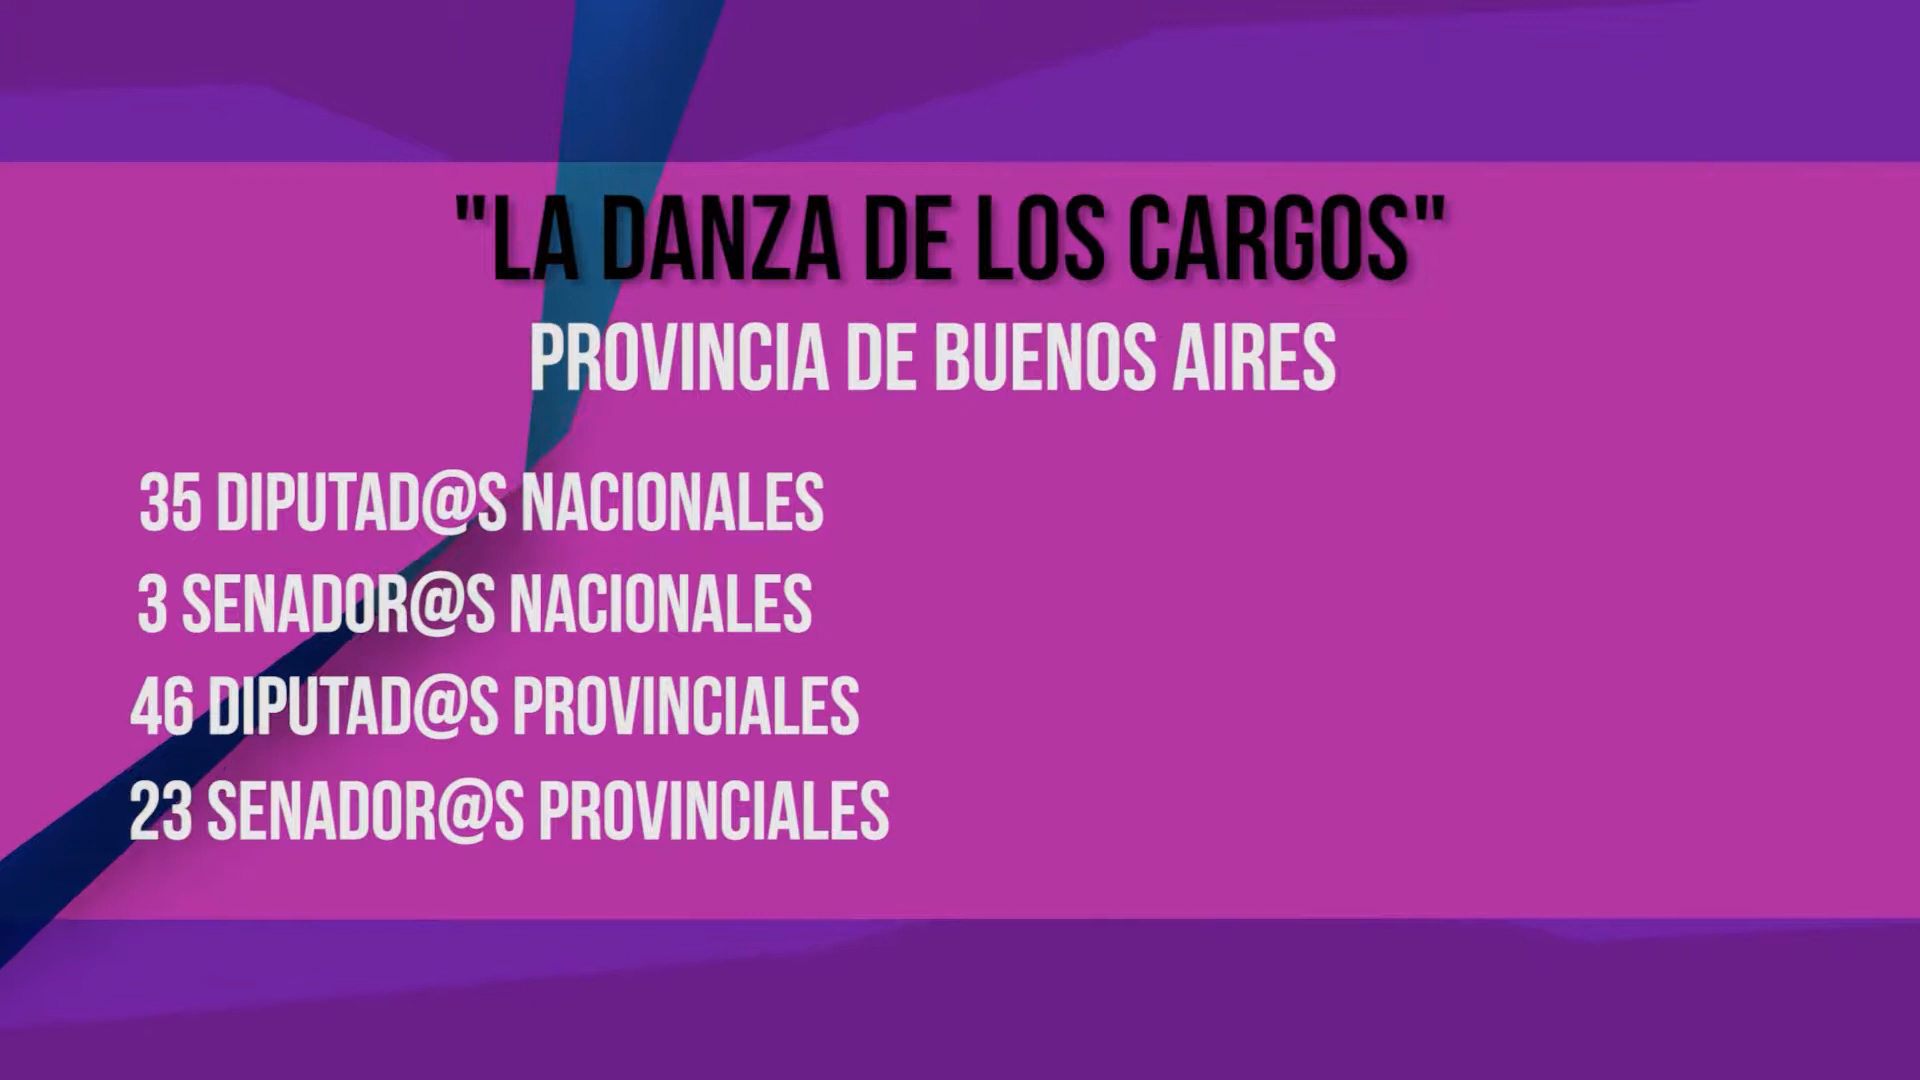 "LA DANZA DE LOS CARGOS"
PROVINCIA DE BUENOS AIRES
35 DIPUTAD@S NACIONALES
3 SENADOR@S NACIONALES
46 DIPUTAD@S PROVINCIALES
23 SENADOR@S PROVINCIALES